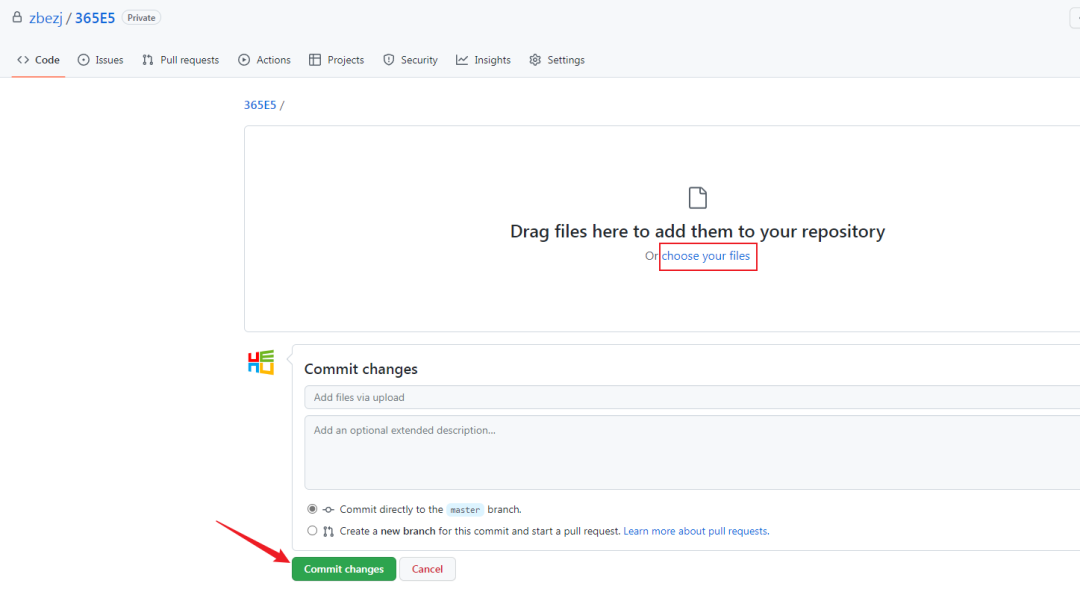 zbezj / 365E5 Private
Code Issues Pull requests Actions Projects Security Insights Settings
365E5 /
Drag files here to add them to your repository
Or choose your files
Commit changes
Add files via upload
Add an optional extended description...
Commit directly to the master branch.
Create a new branch for this commit and start a pull request. Learn more about pull requests.
Commit changes Cancel